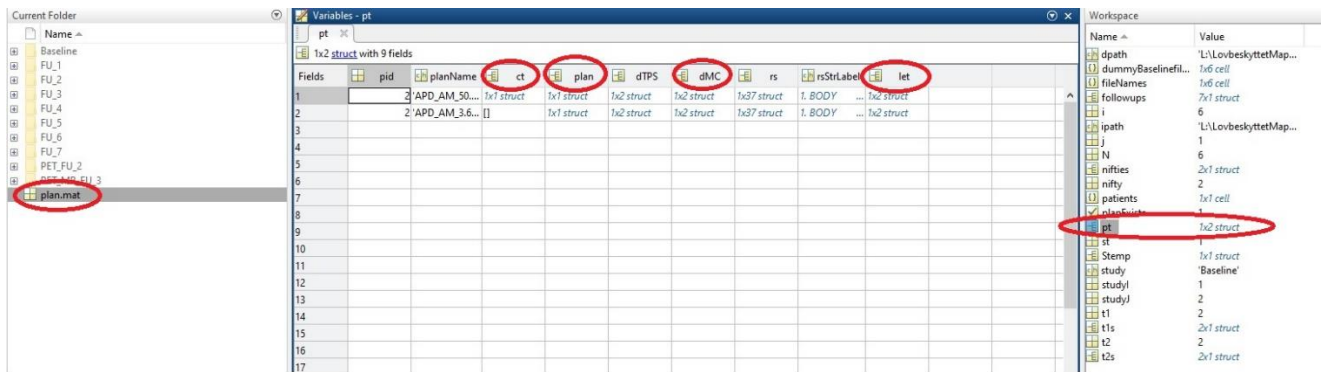 Current Folder
Name
Baseline
FU_1
FU_2
FU_3
FU_4
FU_5
FU_6
FU_7
PET_FU_2
PET_MR_FU_3
plan.mat
Variables - pt
pt
1x2 struct with 9 fields
Fields pid planName ct plan dTPS dMC rs rsStrLabel let
1 2 'APD_AM_50.... 1x1 struct 1x1 struct 1x2 struct 1x2 struct 1x37 struct 1. BODY ... 1x2 struct
2 2 'APD_AM_3.6... [] 1x1 struct 1x2 struct 1x2 struct 1x37 struct 1. BODY ... 1x2 struct
3
4
5
6
7
8
9
10
11
12
13
14
15
16
17
Workspace
Name Value
dpath 'L:\LovbeskyttetMap...
dummyBaselinefil... 1x6 cell
fileNames 1x6 cell
followups 7x1 struct
i 6
ipath 'L:\LovbeskyttetMap...
j 1
N 6
nifties 2x1 struct
nifty 2
patients 1x1 cell
planExists 1
pt 1x2 struct
st 1
Stemp 1x1 struct
study 'Baseline'
studyI 1
studyJ 2
t1 2
t1s 2x1 struct
t2 2
t2s 2x1 struct